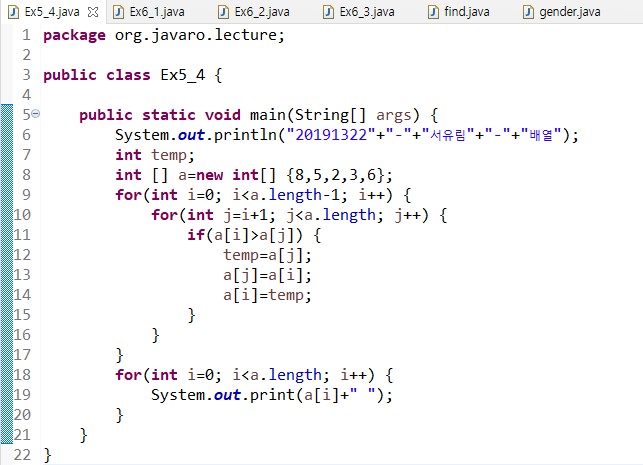 Ex5_4.java Ex6_1.java Ex6_2.java Ex6_3.java find.java gender.java
1 package org.javaro.lecture;
2
3 public class Ex5_4 {
4
5 public static void main(String[] args) {
6 System.out.println("20191322"+"-"+"서유림"+"-"+"배열");
7 int temp;
8 int [] a=new int[] {8,5,2,3,6};
9 for(int i=0; i<a.length-1; i++) {
10 for(int j=i+1; j<a.length; j++) {
11 if(a[i]>a[j]) {
12 temp=a[j];
13 a[j]=a[i];
14 a[i]=temp;
15 }
16 }
17 }
18 for(int i=0; i<a.length; i++) {
19 System.out.print(a[i]+" ");
20 }
21 }
22 }